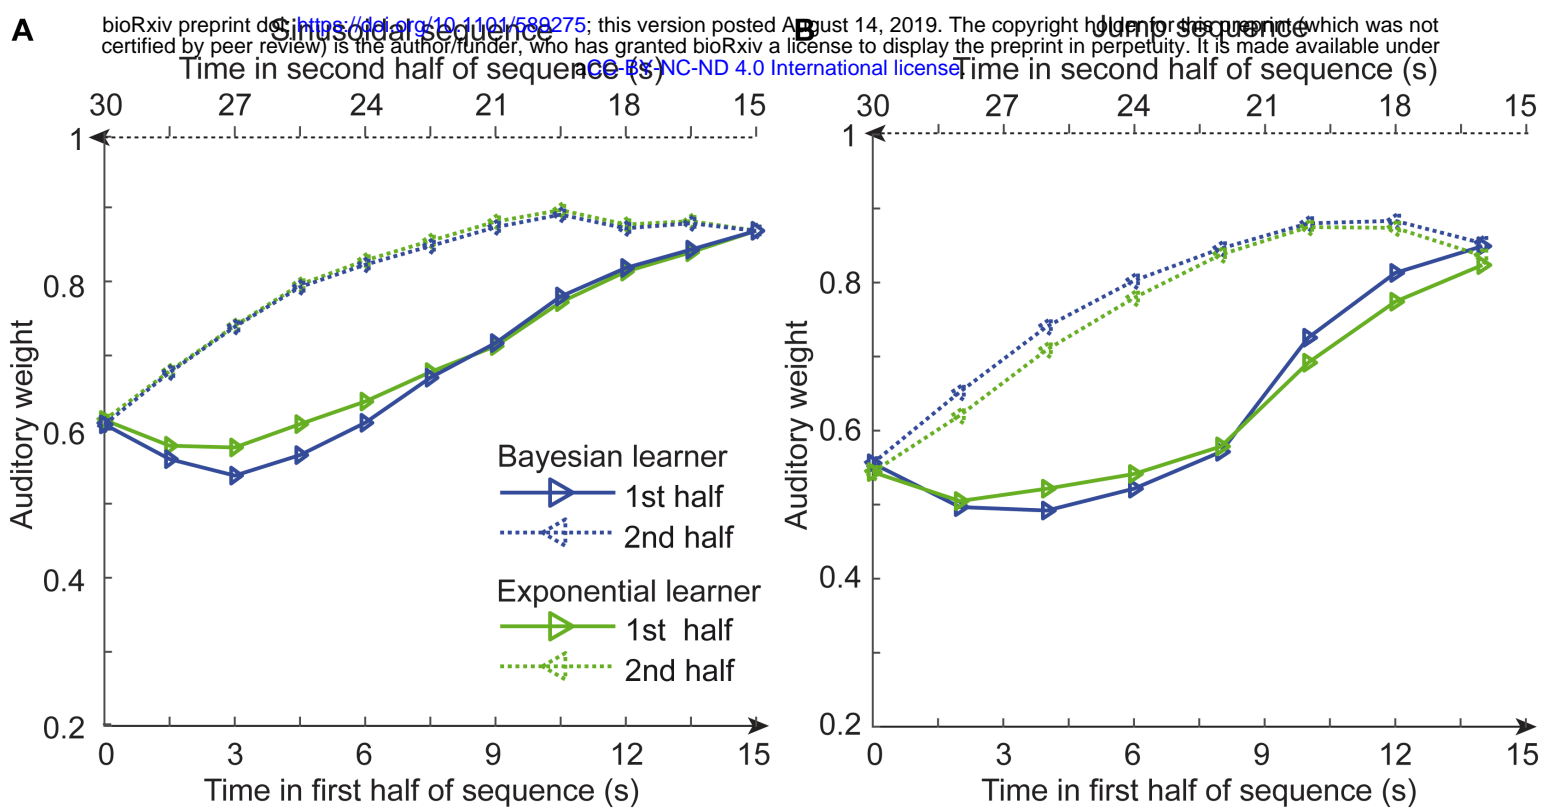 bioRxiv preprint doi: https://doi.org/10.1101/589275; this version posted August 14, 2019. The copyright holder for this preprint (which was not
certified by peer review) is the author/funder, who has granted bioRxiv a license to display the preprint in perpetuity. It is made available under
aCC-BY-NC-ND 4.0 International license.
A
Sinusoidal sequence
Time in second half of sequence (s)
30 27 24 21 18 15
1
0.8
0.6
0.4
0.2
Auditory weight
Bayesian learner
1st half
2nd half
Exponential learner
1st half
2nd half
0 3 6 9 12 15
Time in first half of sequence (s)
B
Jump sequence
Time in second half of sequence (s)
30 27 24 21 18 15
1
0.8
0.6
0.4
0.2
Auditory weight
0 3 6 9 12 15
Time in first half of sequence (s)